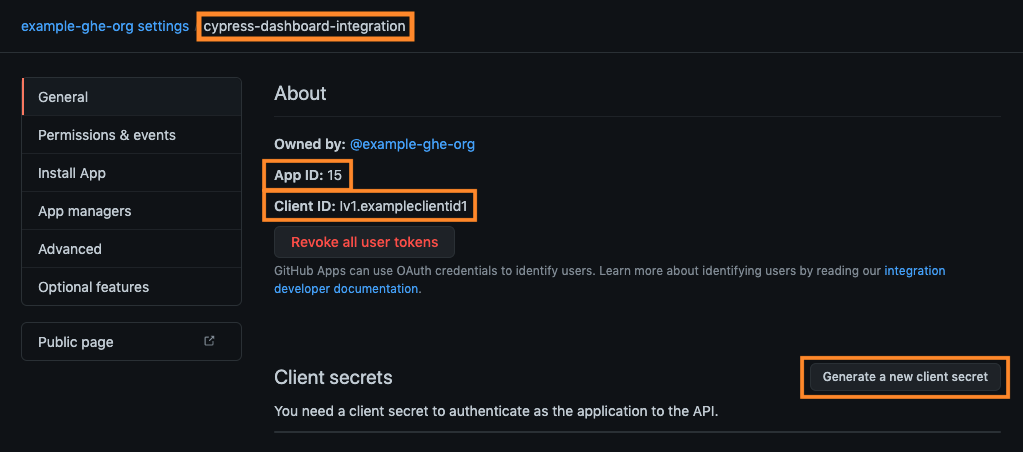 example-ghe-org settings / cypress-dashboard-integration
General
Permissions & events
Install App
App managers
Advanced
Optional features
Public page
About
Owned by: @example-ghe-org
App ID: 15
Client ID: Iv1.exampleclientid1
Revoke all user tokens
GitHub Apps can use OAuth credentials to identify users. Learn more about identifying users by reading our integration
developer documentation.
Client secrets
Generate a new client secret
You need a client secret to authenticate as the application to the API.